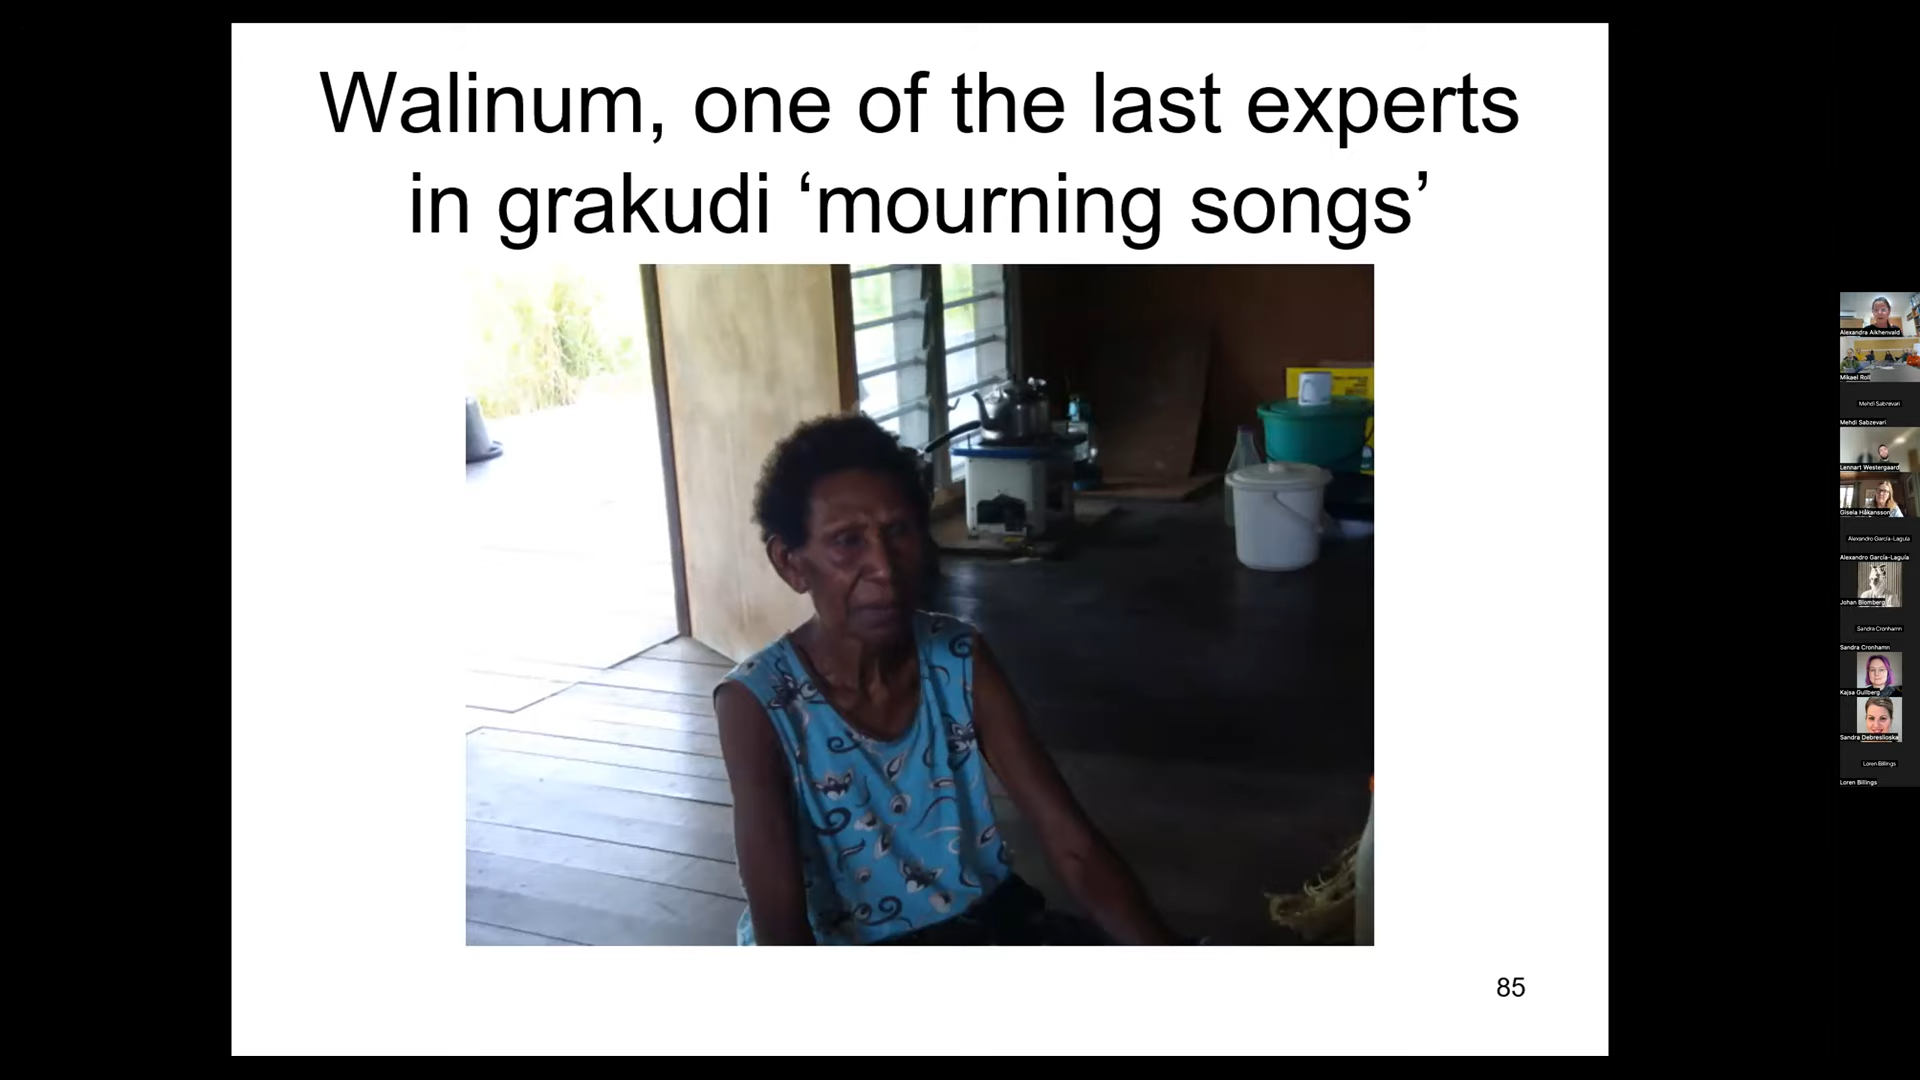 Walinum, one of the last experts
in grakudi ‘mourning songs’
85
Alexandra Aikhenvald
Mikael Roll
Mehdi Sabzevari
Mehdi Sabzevari
Lennart Westergaard
Gisela Håkansson
Alexandro García-Laguía
Alexandro García-Laguía
Johan Blomberg
Sandra Cronhamn
Sandra Cronhamn
Kajsa Gullberg
Sandra Debreslioska
Loren Billings
Loren Billings